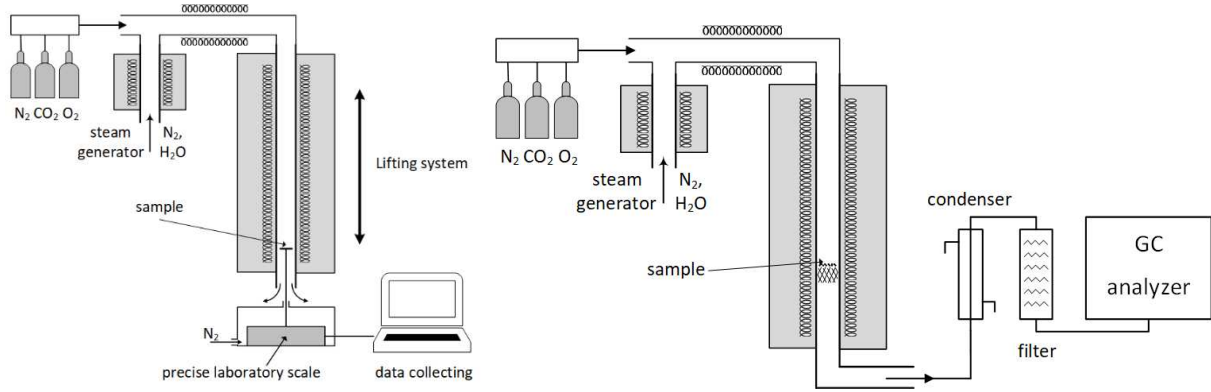 N₂ CO₂ O₂
steam
generator
N₂,
H₂O
Lifting system
sample
N₂
precise laboratory scale
data collecting
N₂ CO₂ O₂
steam
generator
N₂,
H₂O
sample
condenser
filter
GC
analyzer